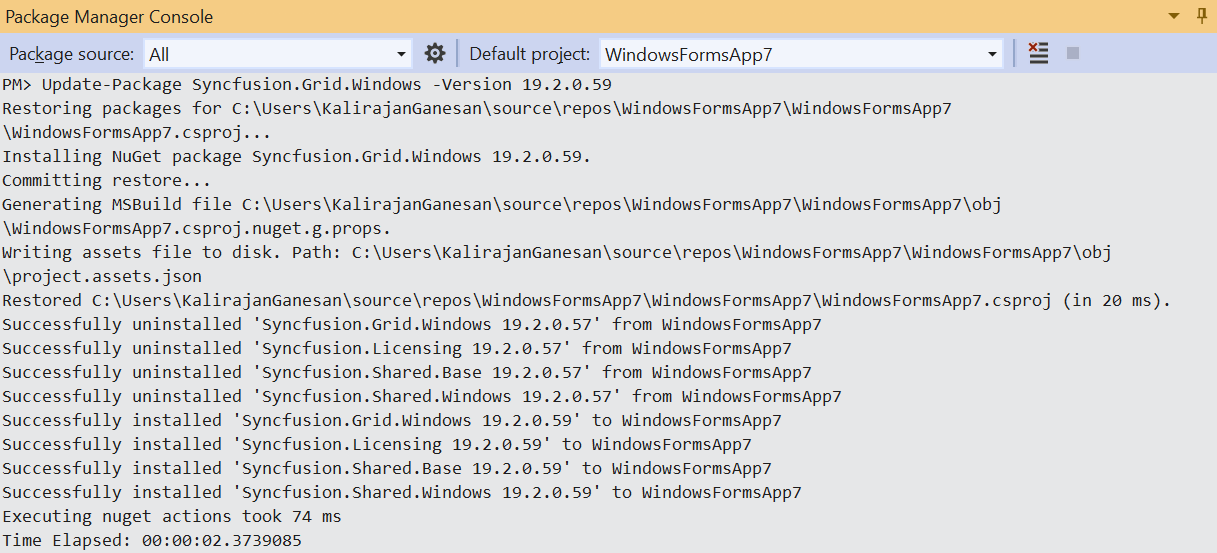 Package Manager Console
Package source: All Default project: WindowsFormsApp7
PM> Update-Package Syncfusion.Grid.Windows -Version 19.2.0.59
Restoring packages for C:\Users\KalirajanGanesan\source\repos\WindowsFormsApp7\WindowsFormsApp7
\WindowsFormsApp7.csproj...
Installing NuGet package Syncfusion.Grid.Windows 19.2.0.59.
Committing restore...
Generating MSBuild file C:\Users\KalirajanGanesan\source\repos\WindowsFormsApp7\WindowsFormsApp7\obj
\WindowsFormsApp7.csproj.nuget.g.props.
Writing assets file to disk. Path: C:\Users\KalirajanGanesan\source\repos\WindowsFormsApp7\WindowsFormsApp7\obj
\project.assets.json
Restored C:\Users\KalirajanGanesan\source\repos\WindowsFormsApp7\WindowsFormsApp7\WindowsFormsApp7.csproj (in 20 ms).
Successfully uninstalled 'Syncfusion.Grid.Windows 19.2.0.57' from WindowsFormsApp7
Successfully uninstalled 'Syncfusion.Licensing 19.2.0.57' from WindowsFormsApp7
Successfully uninstalled 'Syncfusion.Shared.Base 19.2.0.57' from WindowsFormsApp7
Successfully uninstalled 'Syncfusion.Shared.Windows 19.2.0.57' from WindowsFormsApp7
Successfully installed 'Syncfusion.Grid.Windows 19.2.0.59' to WindowsFormsApp7
Successfully installed 'Syncfusion.Licensing 19.2.0.59' to WindowsFormsApp7
Successfully installed 'Syncfusion.Shared.Base 19.2.0.59' to WindowsFormsApp7
Successfully installed 'Syncfusion.Shared.Windows 19.2.0.59' to WindowsFormsApp7
Executing nuget actions took 74 ms
Time Elapsed: 00:00:02.3739085